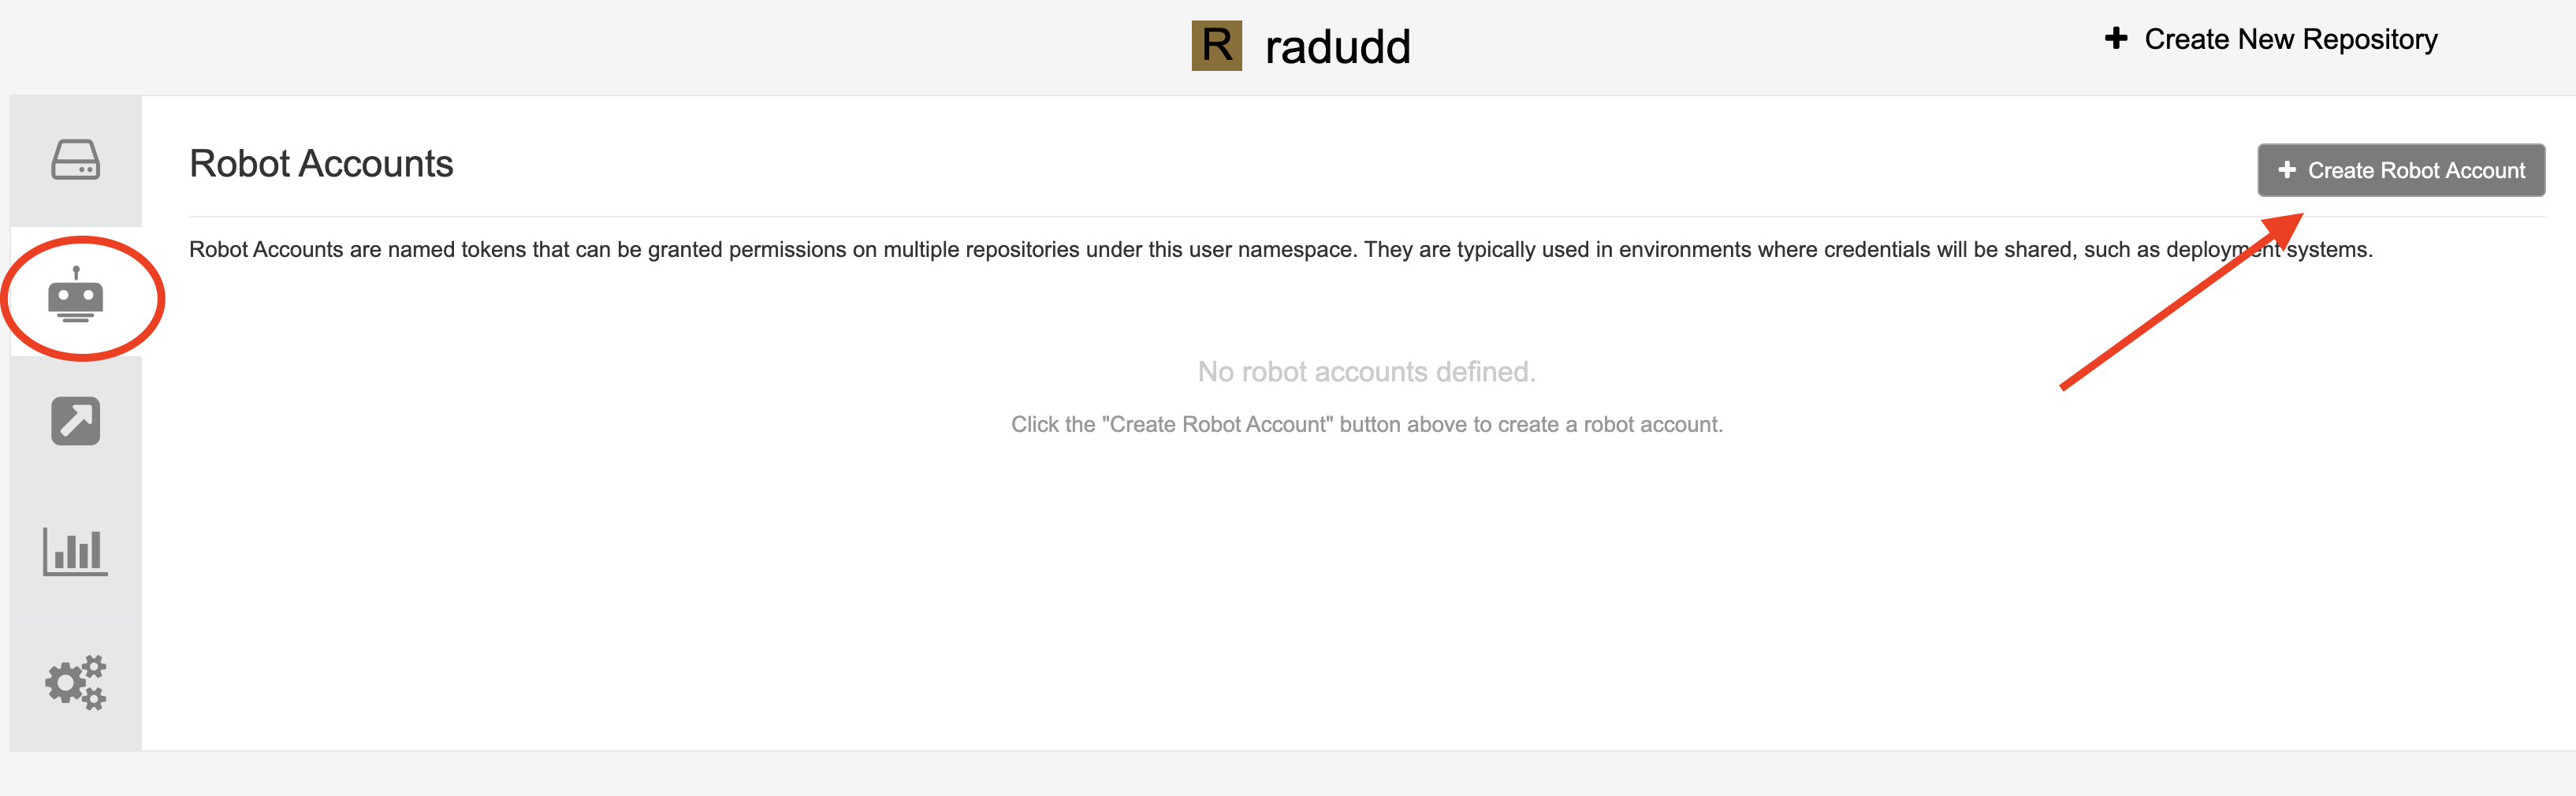 R radudd
Create New Repository
Robot Accounts
Create Robot Account
Robot Accounts are named tokens that can be granted permissions on multiple repositories under this user namespace. They are typically used in environments where credentials will be shared, such as deployment systems.
No robot accounts defined.
Click the "Create Robot Account" button above to create a robot account.